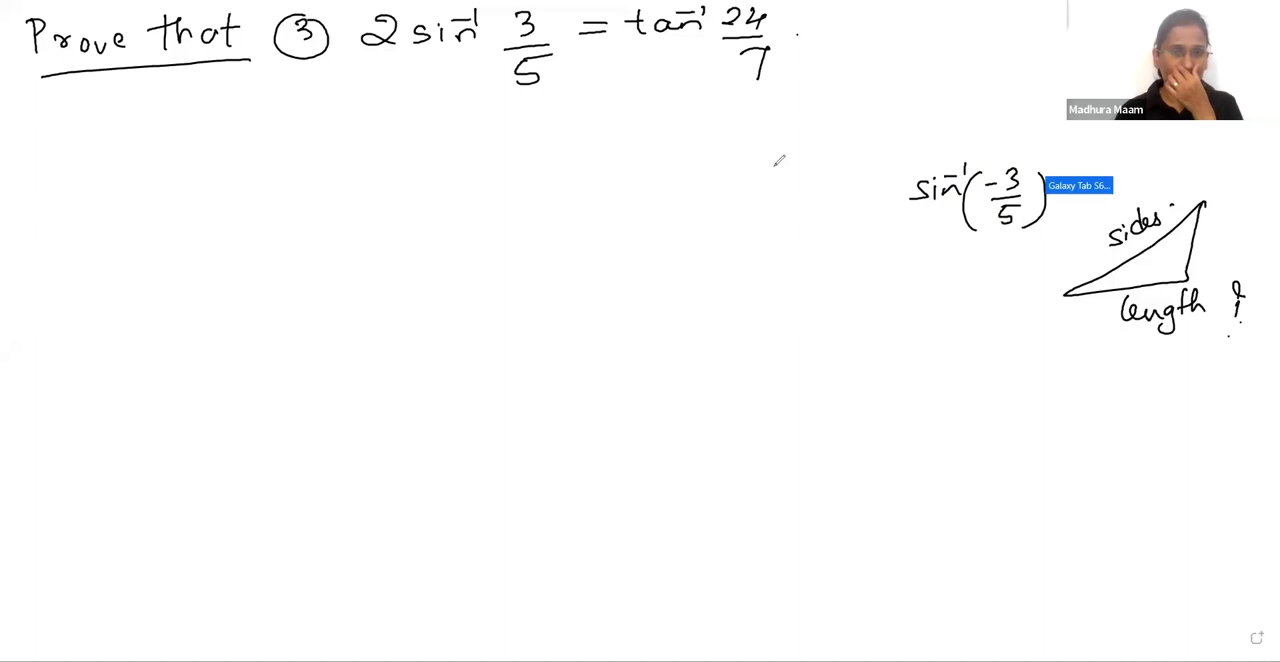 Prove that ③ 2 sin⁻¹ 3/5 = tan⁻¹ 24/7 .
Madhura Maam
sin⁻¹(-3/5)
Galaxy Tab S6...
sides
length